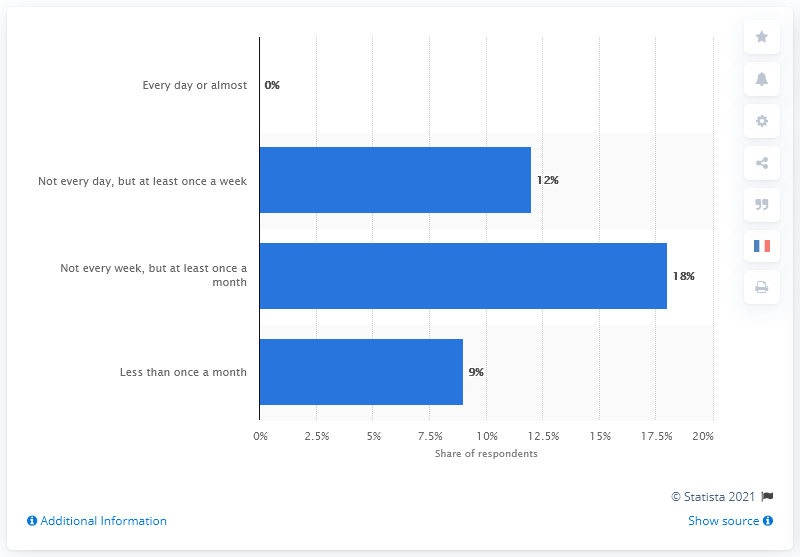 Every day or almost
0%
Not every day, but at least once a week
12%
Not every week, but at least once a
month
18%
Less than once a month
9%
0% 2.5% 5% 7.5% 10% 12.5% 15% 17.5% 20%
Share of respondents
© Statista 2021
Additional Information
Show source